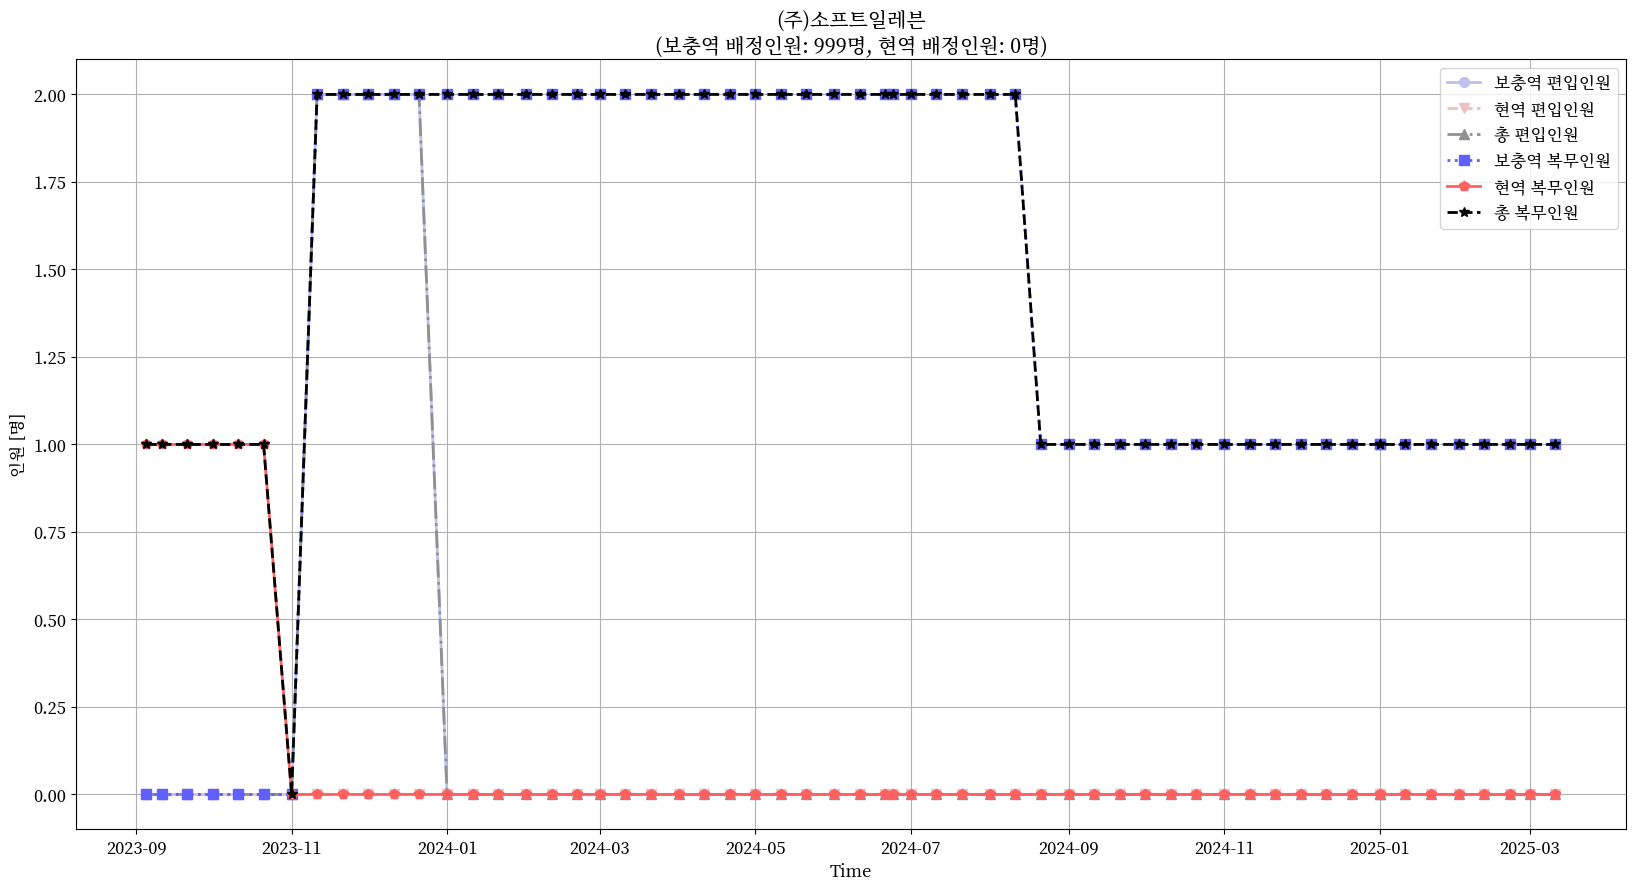 (주)소프트일레븐
(보충역 배정인원: 999명, 현역 배정인원: 0명)
보충역 편입인원
현역 편입인원
총 편입인원
보충역 복무인원
현역 복무인원
총 복무인원
인원 [명]
2.00
1.75
1.50
1.25
1.00
0.75
0.50
0.25
0.00
2023-09 2023-11 2024-01 2024-03 2024-05 2024-07 2024-09 2024-11 2025-01 2025-03
Time